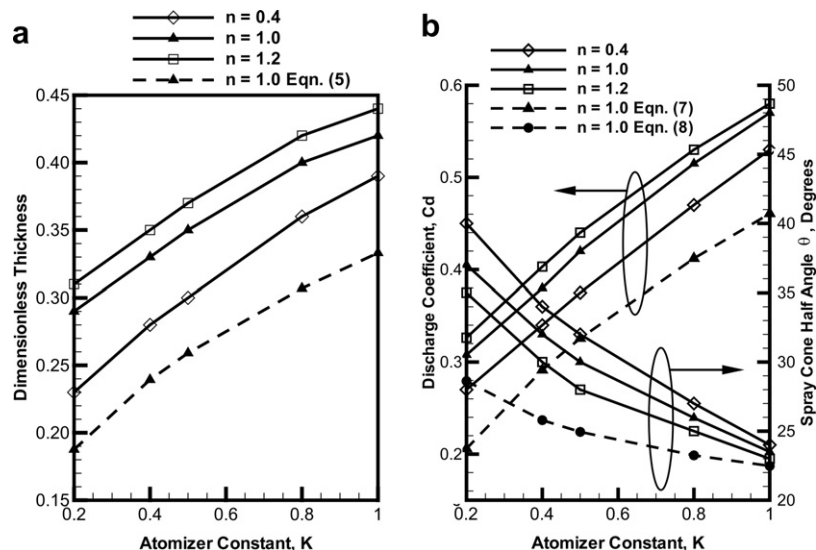 a
n = 0.4
n = 1.0
n = 1.2
n = 1.0 Eqn. (5)
0.45
0.40
0.35
0.30
0.25
0.20
0.15
Dimensionless Thickness
0.2
0.4
0.6
0.8
1
Atomizer Constant, K
b
n = 0.4
n = 1.0
n = 1.2
n = 1.0 Eqn. (7)
n = 1.0 Eqn. (8)
0.6
0.5
0.4
0.3
0.2
Discharge Coefficient, Cd
50
45
40
35
30
25
20
Spray Cone Half Angle θ , Degrees
0.2
0.4
0.6
0.8
1
Atomizer Constant, K